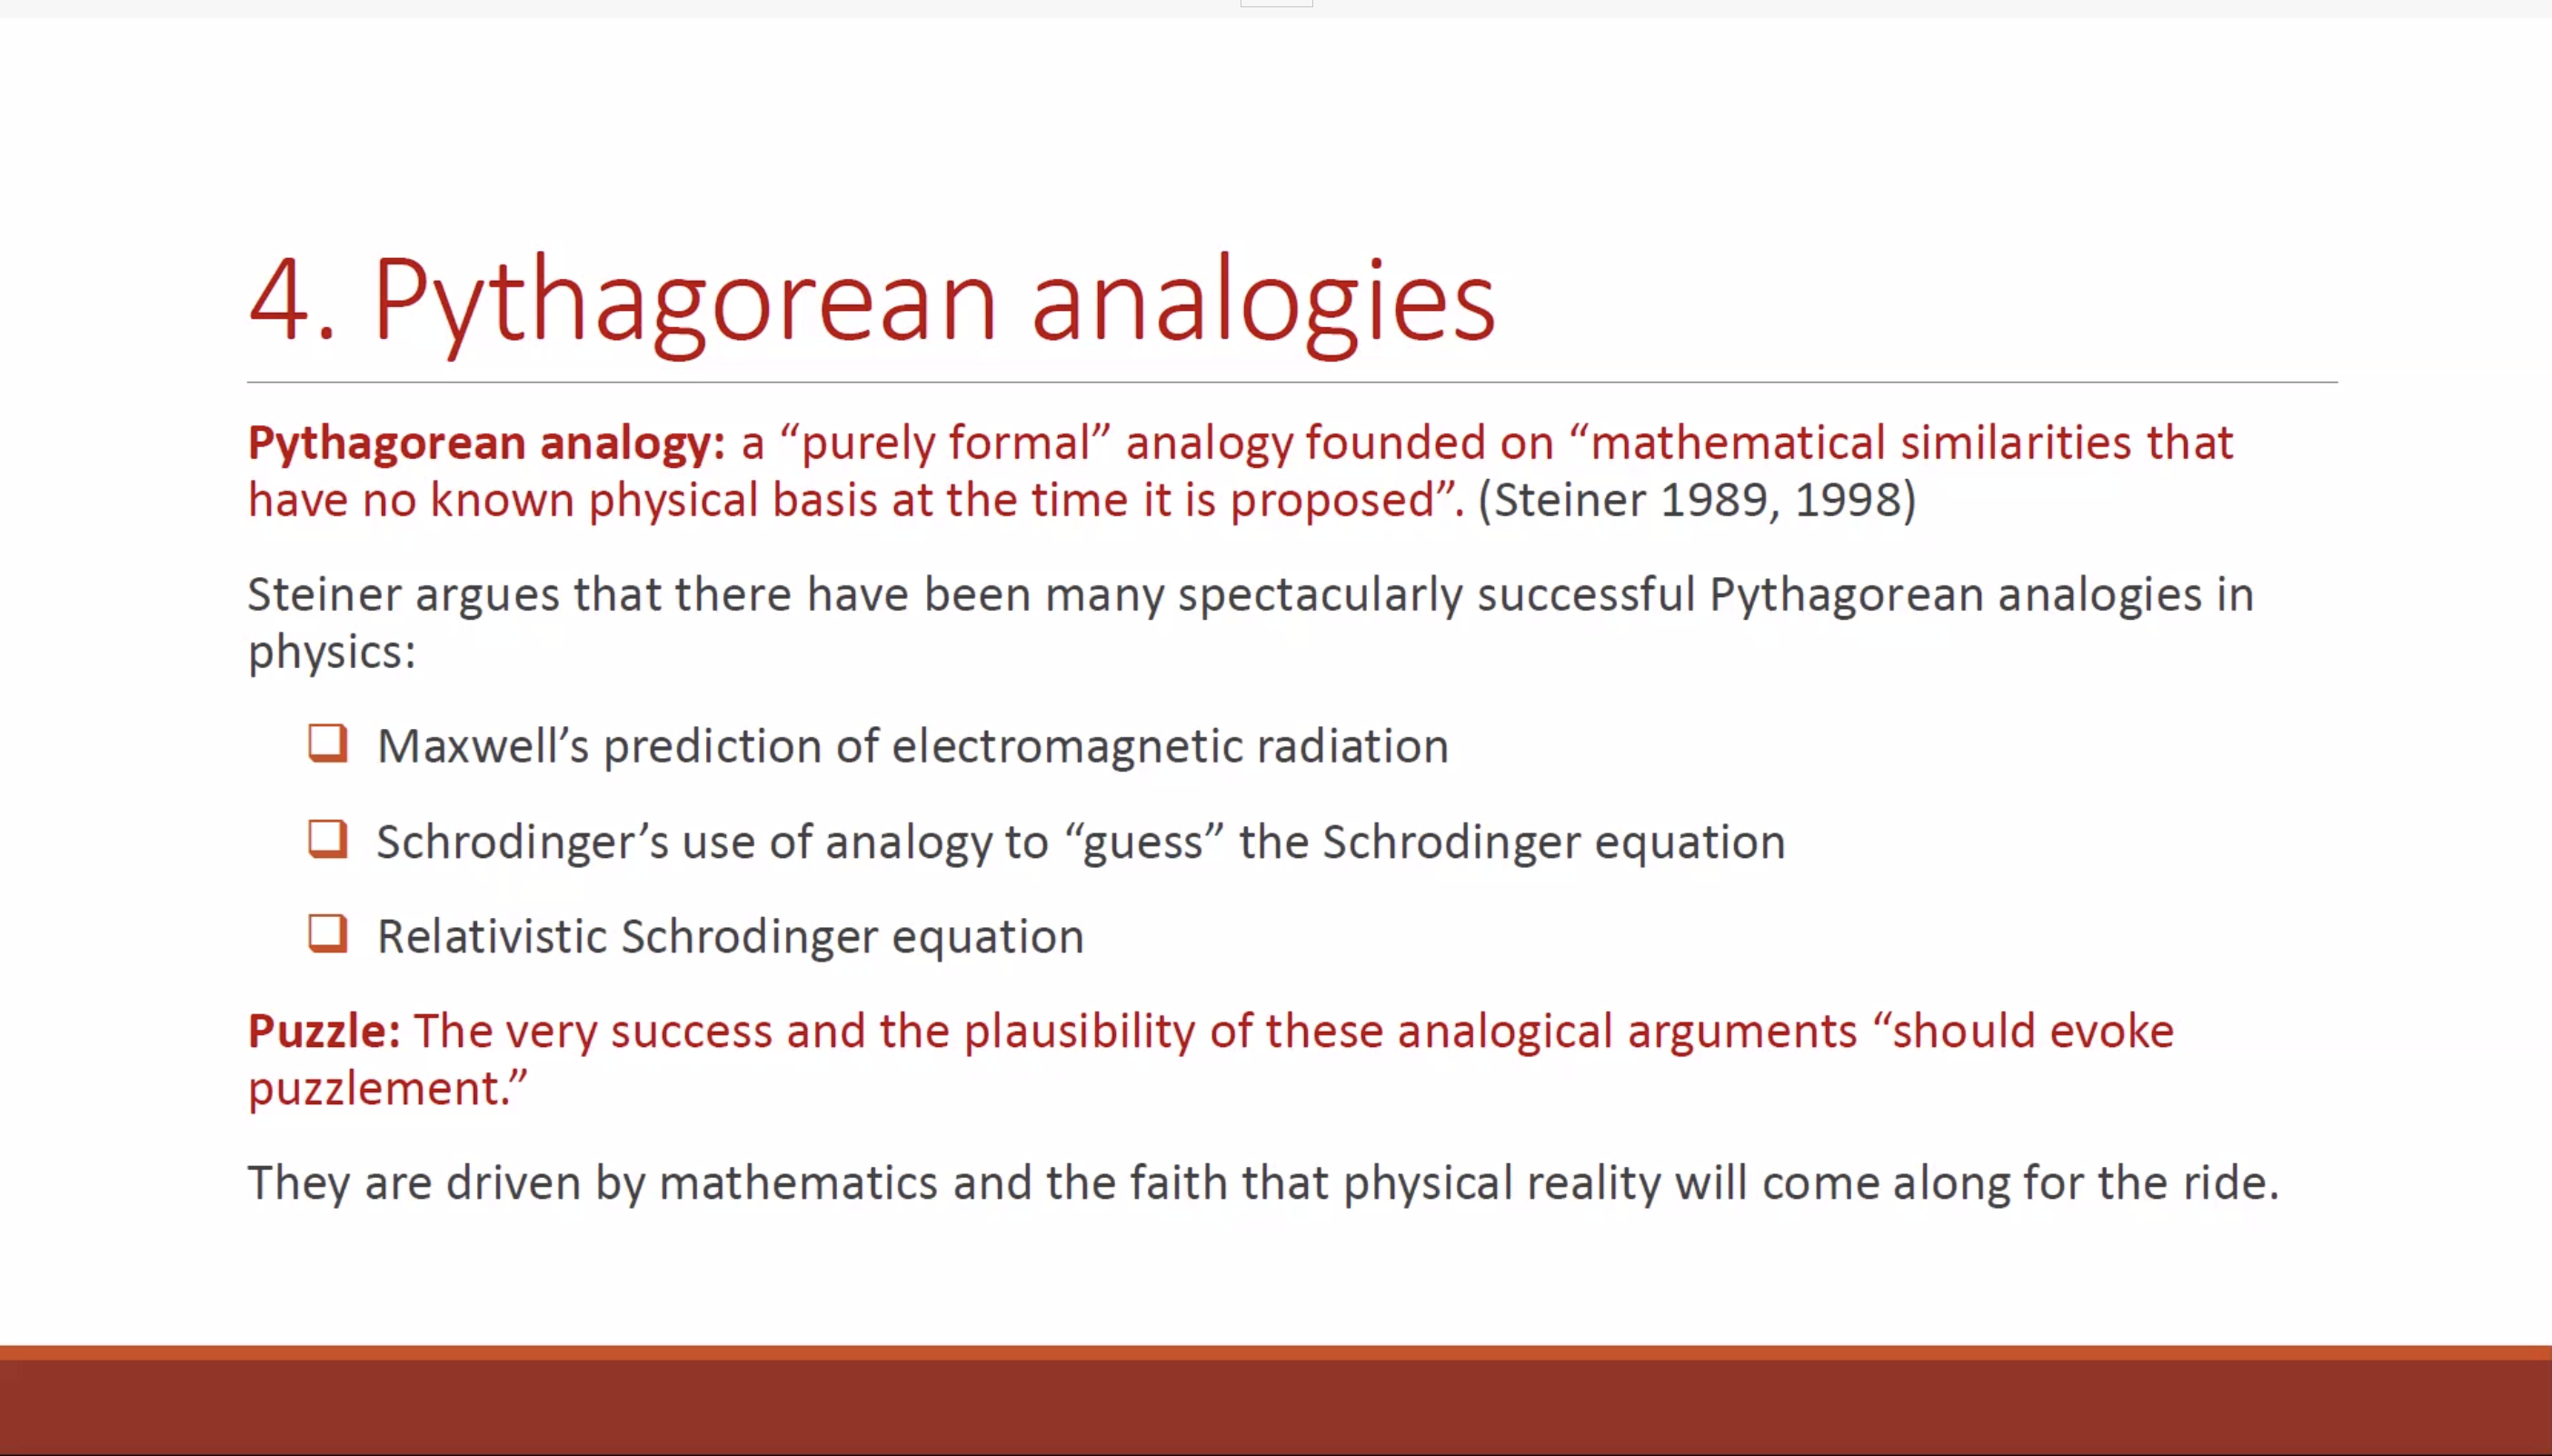 4. Pythagorean analogies
Pythagorean analogy: a “purely formal” analogy founded on “mathematical similarities that
have no known physical basis at the time it is proposed”. (Steiner 1989, 1998)
Steiner argues that there have been many spectacularly successful Pythagorean analogies in
physics:
❑ Maxwell’s prediction of electromagnetic radiation
❑ Schrodinger’s use of analogy to “guess” the Schrodinger equation
❑ Relativistic Schrodinger equation
Puzzle: The very success and the plausibility of these analogical arguments “should evoke
puzzlement.”
They are driven by mathematics and the faith that physical reality will come along for the ride.